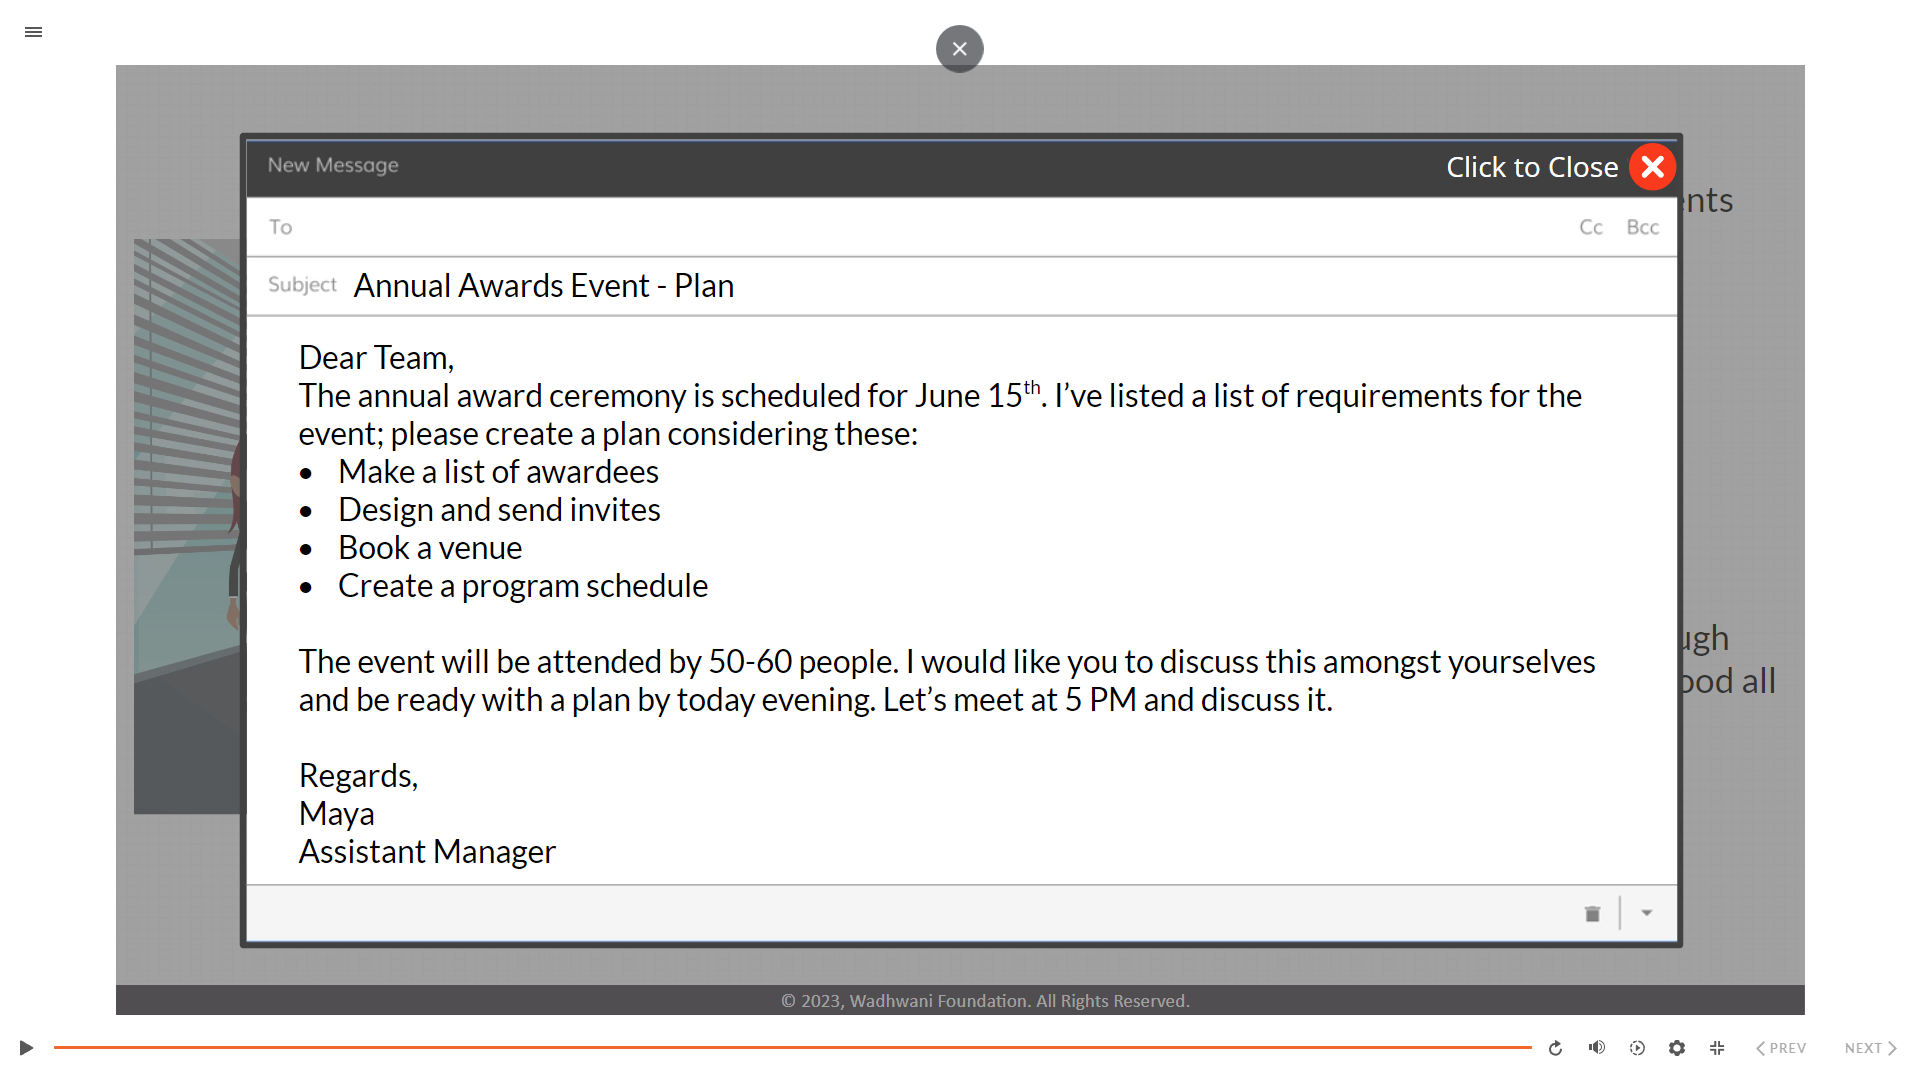 New Message
Click to Close
To
Cc Bcc
Subject Annual Awards Event - Plan
Dear Team,
The annual award ceremony is scheduled for June 15th. I’ve listed a list of requirements for the
event; please create a plan considering these:
• Make a list of awardees
• Design and send invites
• Book a venue
• Create a program schedule
The event will be attended by 50-60 people. I would like you to discuss this amongst yourselves
and be ready with a plan by today evening. Let’s meet at 5 PM and discuss it.
Regards,
Maya
Assistant Manager
all
© 2023, Wadhwani Foundation. All Rights Reserved.
PREV
NEXT